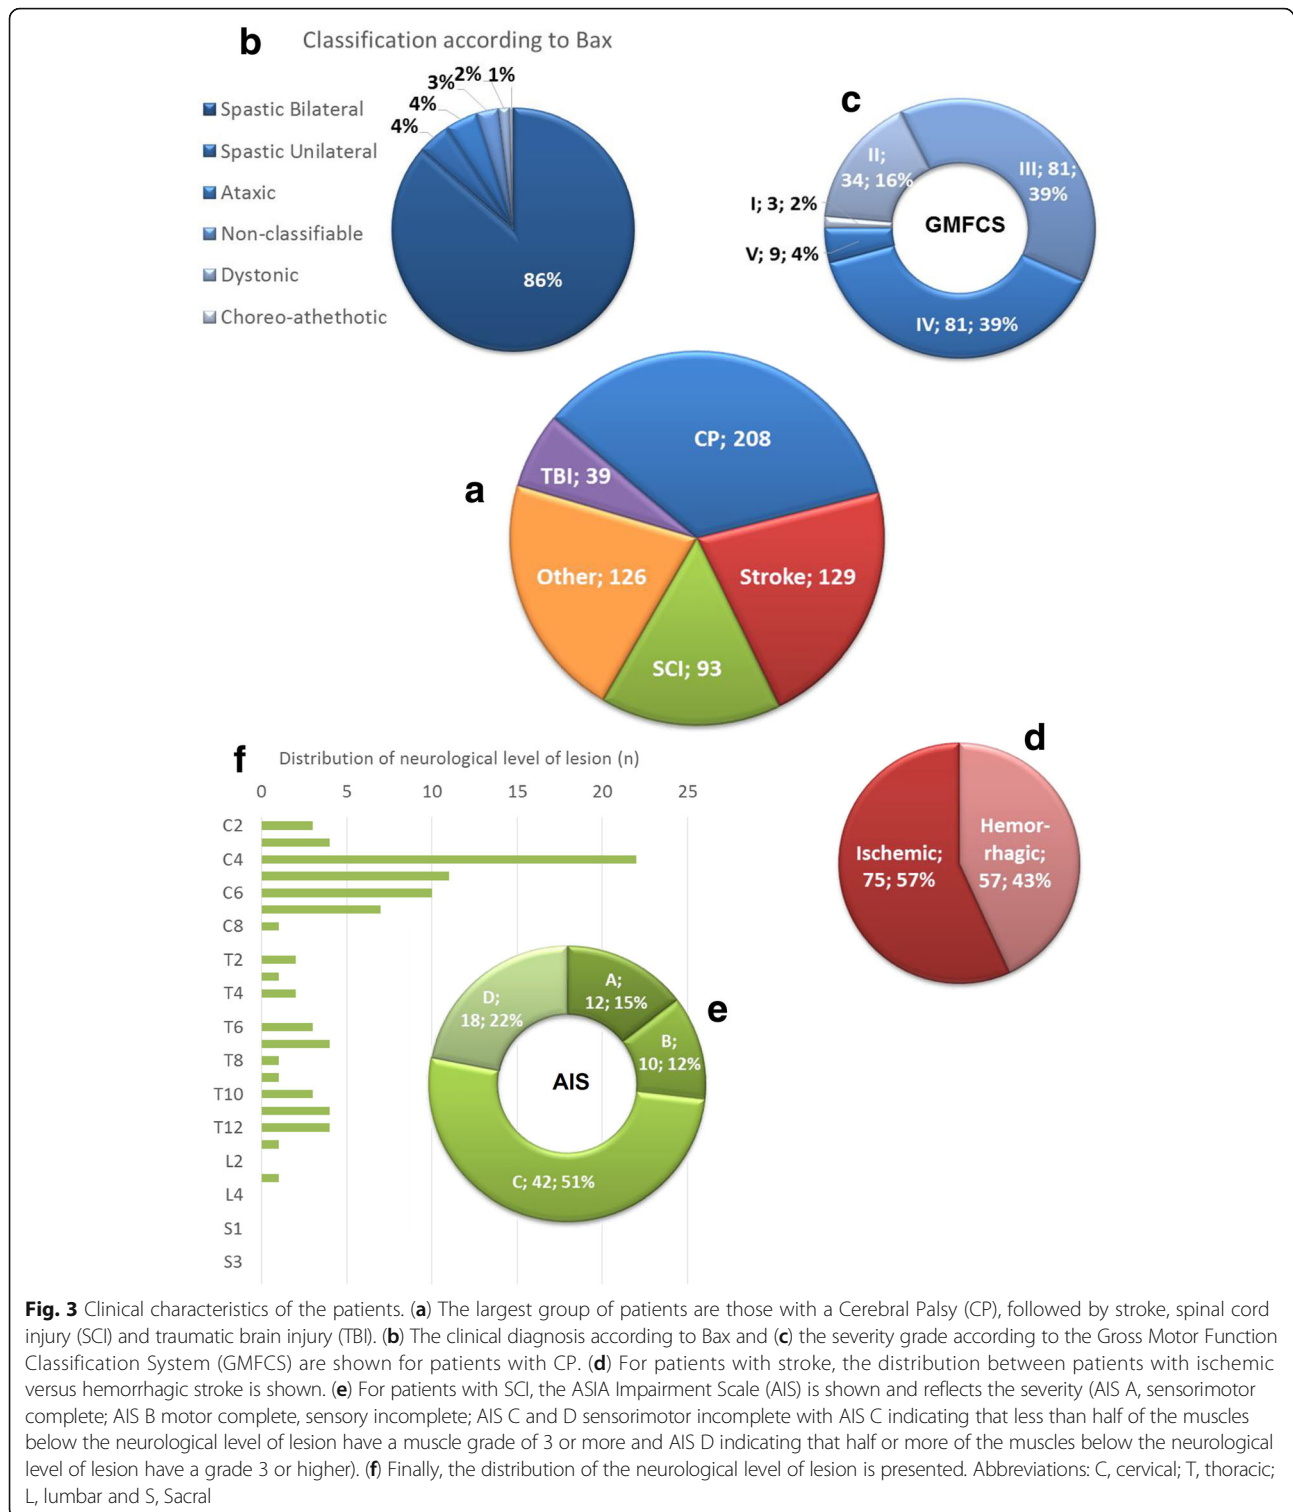 b
Classification according to Bax
Spastic Bilateral
Spastic Unilateral
Ataxic
Non-classifiable
Dystonic
Choreo-athethotic
4%
4%
3%
2%
1%
86%
c
II;
34; 16%
III; 81;
39%
I; 3; 2%
V; 9; 4%
GMFCS
IV; 81; 39%
a
CP; 208
TBI; 39
Other; 126
Stroke; 129
SCI; 93
d
Ischemic;
75; 57%
Hemor-
rhagic;
57; 43%
f
Distribution of neurological level of lesion (n)
0 5 10 15 20 25
C2
C4
C6
C8
T2
T4
T6
T8
T10
T12
L2
L4
S1
S3
e
A;
12; 15%
B;
10; 12%
D;
18; 22%
AIS
C; 42; 51%
Fig. 3 Clinical characteristics of the patients. (a) The largest group of patients are those with a Cerebral Palsy (CP), followed by stroke, spinal cord
injury (SCI) and traumatic brain injury (TBI). (b) The clinical diagnosis according to Bax and (c) the severity grade according to the Gross Motor Function
Classification System (GMFCS) are shown for patients with CP. (d) For patients with stroke, the distribution between patients with ischemic
versus hemorrhagic stroke is shown. (e) For patients with SCI, the ASIA Impairment Scale (AIS) is shown and reflects the severity (AIS A, sensorimotor
complete; AIS B motor complete, sensory incomplete; AIS C and D sensorimotor incomplete with AIS C indicating that less than half of the muscles
below the neurological level of lesion have a muscle grade of 3 or more and AIS D indicating that half or more of the muscles below the neurological
level of lesion have a grade 3 or higher). (f) Finally, the distribution of the neurological level of lesion is presented. Abbreviations: C, cervical; T, thoracic;
L, lumbar and S, Sacral